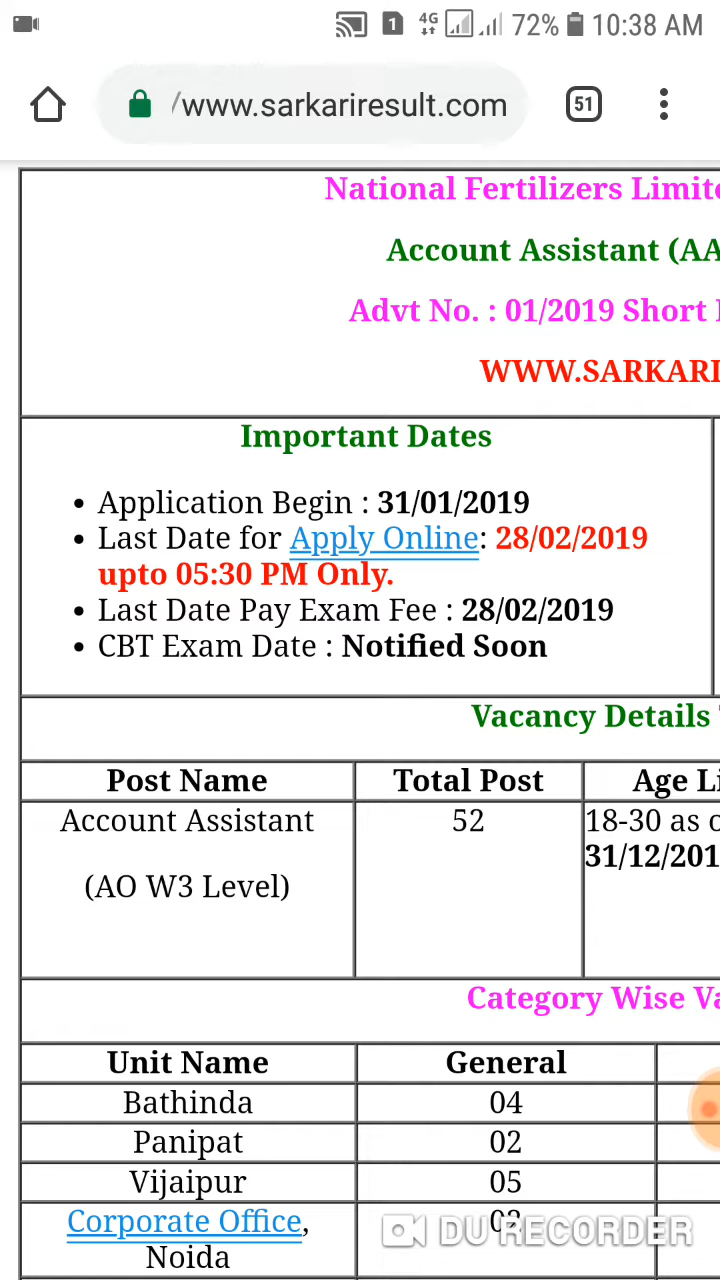 1 4G 72% 10:38 AM
/www.sarkariresult.com 51
National Fertilizers Limite
Account Assistant (AA
Advt No. : 01/2019 Short
WWW.SARKARI
Important Dates
• Application Begin : 31/01/2019
• Last Date for Apply Online: 28/02/2019
upto 05:30 PM Only.
• Last Date Pay Exam Fee : 28/02/2019
• CBT Exam Date : Notified Soon
Vacancy Details
Post Name Total Post Age Li
Account Assistant 52 18-30 as o
31/12/201
(AO W3 Level)
Category Wise Va
Unit Name General
Bathinda 04
Panipat 02
Vijaipur 05
Corporate Office,
Noida
DU RECORDER